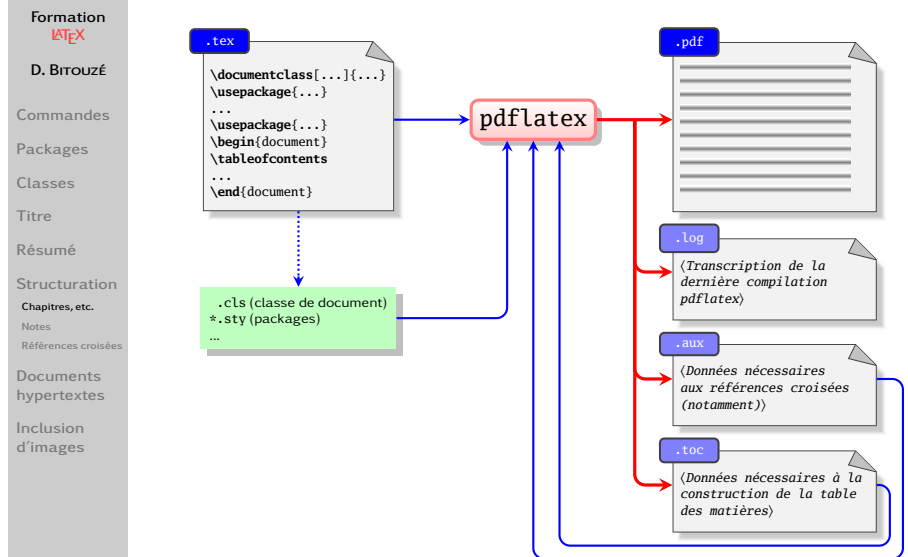 Formation
LATEX
D. BITOUZÉ
Commandes
Packages
Classes
Titre
Résumé
Structuration
Chapitres, etc.
Notes
Références croisées
Documents
hypertextes
Inclusion
d'images
.tex
\documentclass[...]{...}
\usepackage{...}
...
\usepackage{...}
\begin{document}
\tableofcontents
...
\end{document}
.cls (classe de document)
*.sty (packages)
...
pdflatex
.pdf
.log
⟨Transcription de la
dernière compilation
pdflatex⟩
.aux
⟨Données nécessaires
aux références croisées
(notamment)⟩
.toc
⟨Données nécessaires à la
construction de la table
des matières⟩